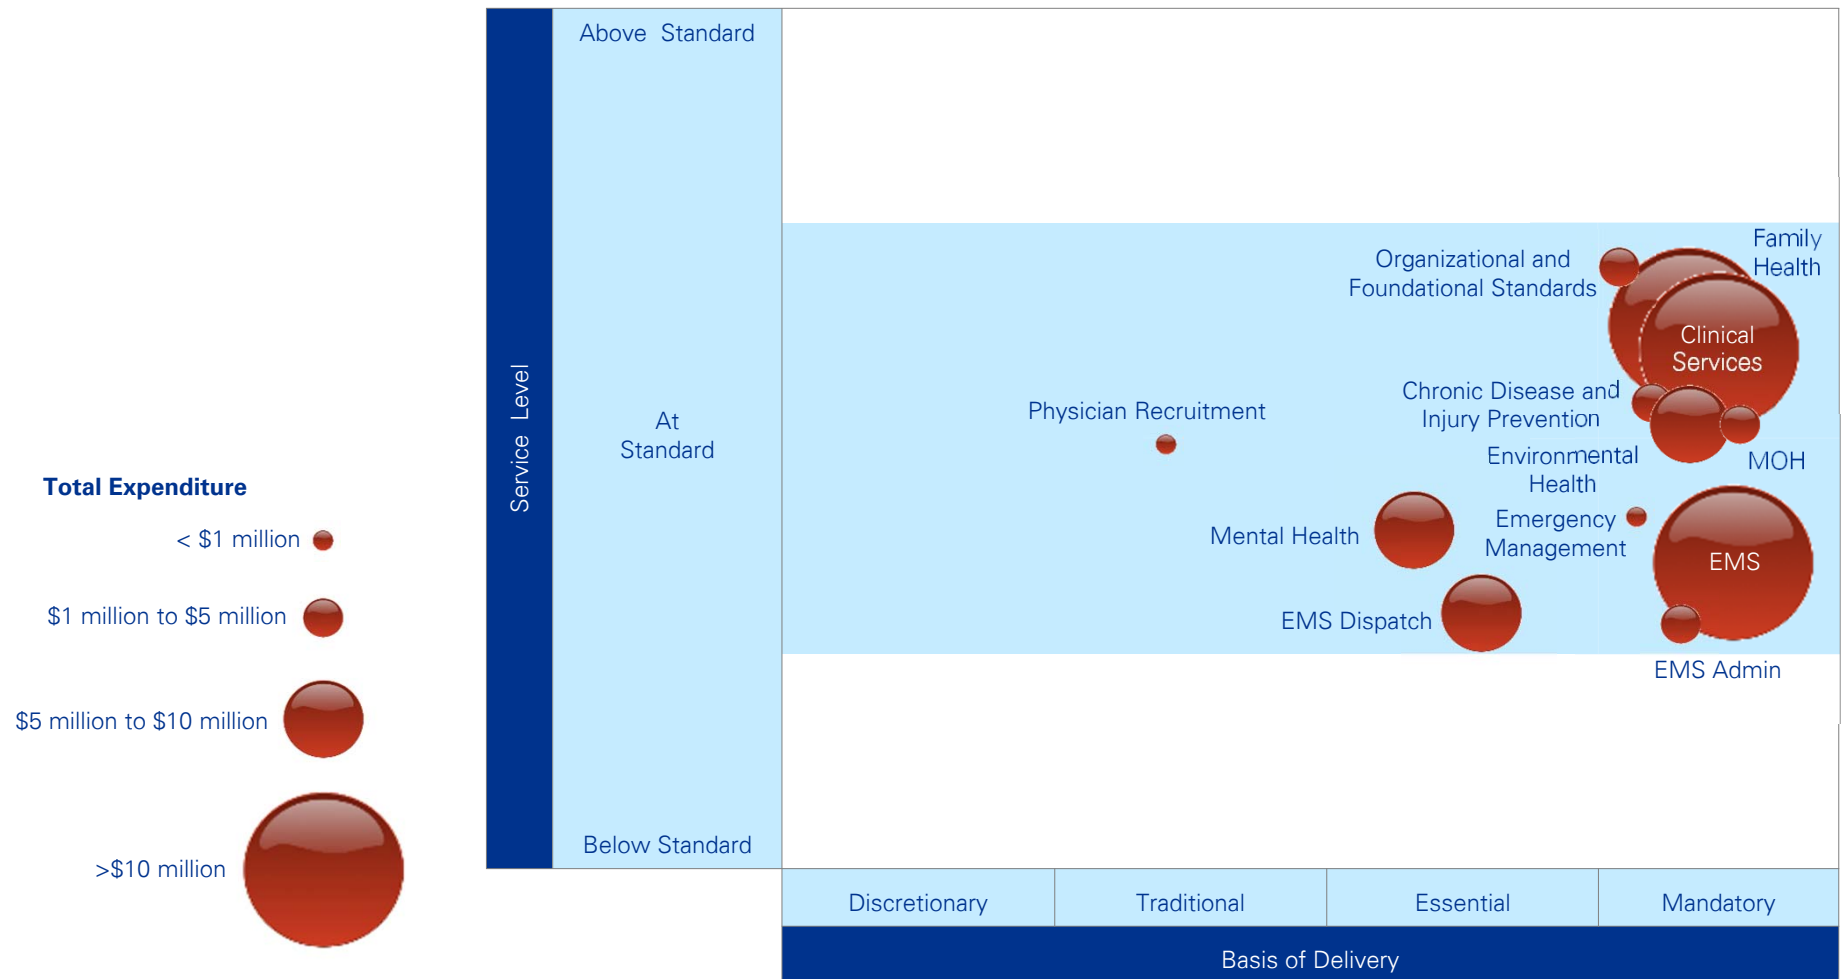 Above Standard
Family
Health
Organizational and
Foundational Standards
Clinical
Services
Chronic Disease and
Injury Prevention
Physician Recruitment
At
Standard
Service Level
Environmental
Health
MOH
Total Expenditure
< $1 million
$1 million to $5 million
$5 million to $10 million
>$10 million
Emergency
Management
Mental Health
EMS
EMS Dispatch
EMS Admin
Below Standard
Discretionary
Traditional
Essential
Mandatory
Basis of Delivery